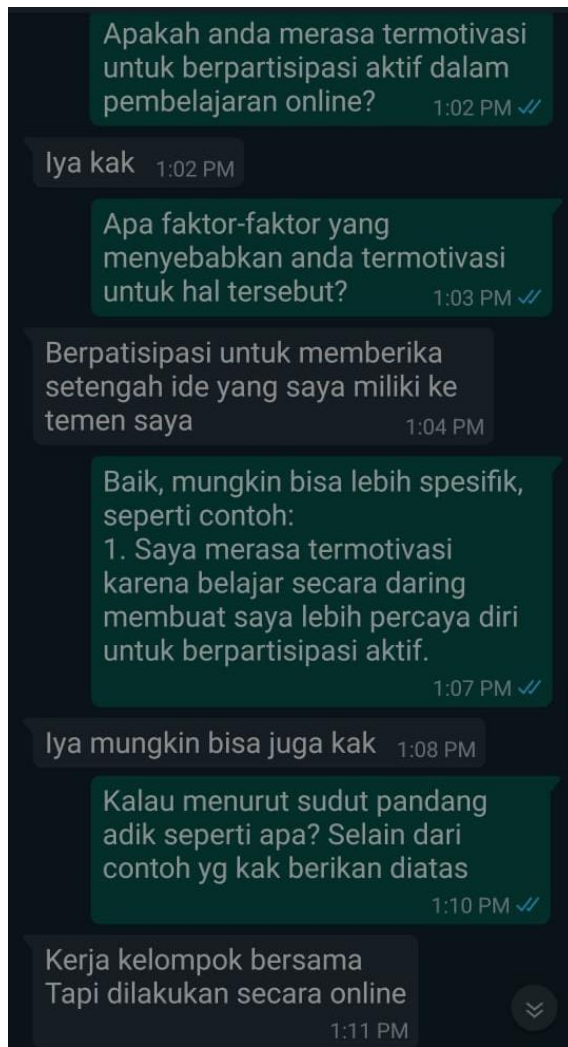 Apakah anda merasa termotivasi
untuk berpartisipasi aktif dalam
pembelajaran online?
1:02 PM
Iya kak
1:02 PM
Apa faktor-faktor yang
menyebabkan anda termotivasi
untuk hal tersebut?
1:03 PM
Berpatisipasi untuk memberika
setengah ide yang saya miliki ke
temen saya
1:04 PM
Baik, mungkin bisa lebih spesifik,
seperti contoh:
1. Saya merasa termotivasi
karena belajar secara daring
membuat saya lebih percaya diri
untuk berpartisipasi aktif.
1:07 PM
Iya mungkin bisa juga kak
1:08 PM
Kalau menurut sudut pandang
adik seperti apa? Selain dari
contoh yg kak berikan diatas
1:10 PM
Kerja kelompok bersama
Tapi dilakukan secara online
1:11 PM